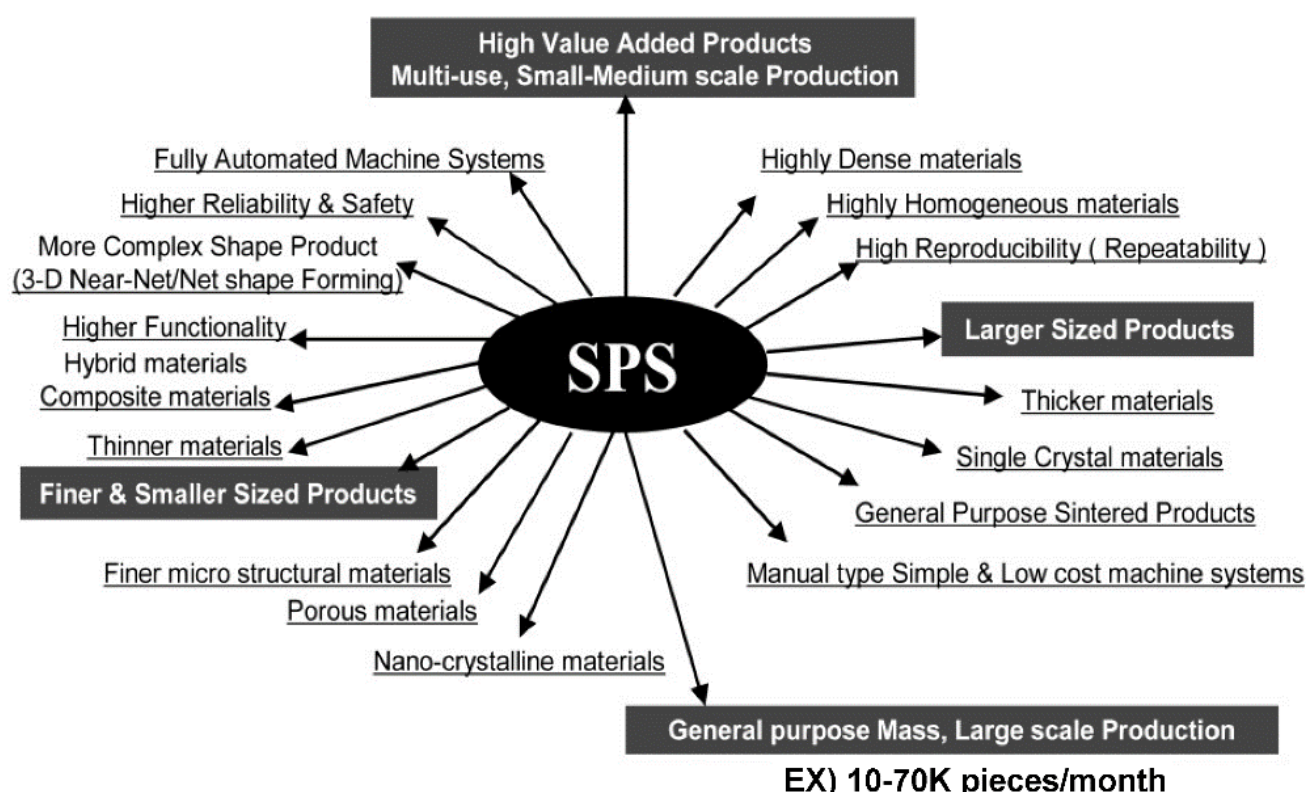 High Value Added Products
Multi-use, Small-Medium scale Production
Fully Automated Machine Systems
Highly Dense materials
Higher Reliability & Safety
Highly Homogeneous materials
More Complex Shape Product
(3-D Near-Net/Net shape Forming)
High Reproducibility ( Repeatability )
Higher Functionality
Larger Sized Products
Hybrid materials
SPS
Composite materials
Thicker materials
Thinner materials
Single Crystal materials
Finer & Smaller Sized Products
General Purpose Sintered Products
Finer micro structural materials
Manual type Simple & Low cost machine systems
Porous materials
Nano-crystalline materials
General purpose Mass, Large scale Production
EX) 10-70K pieces/month